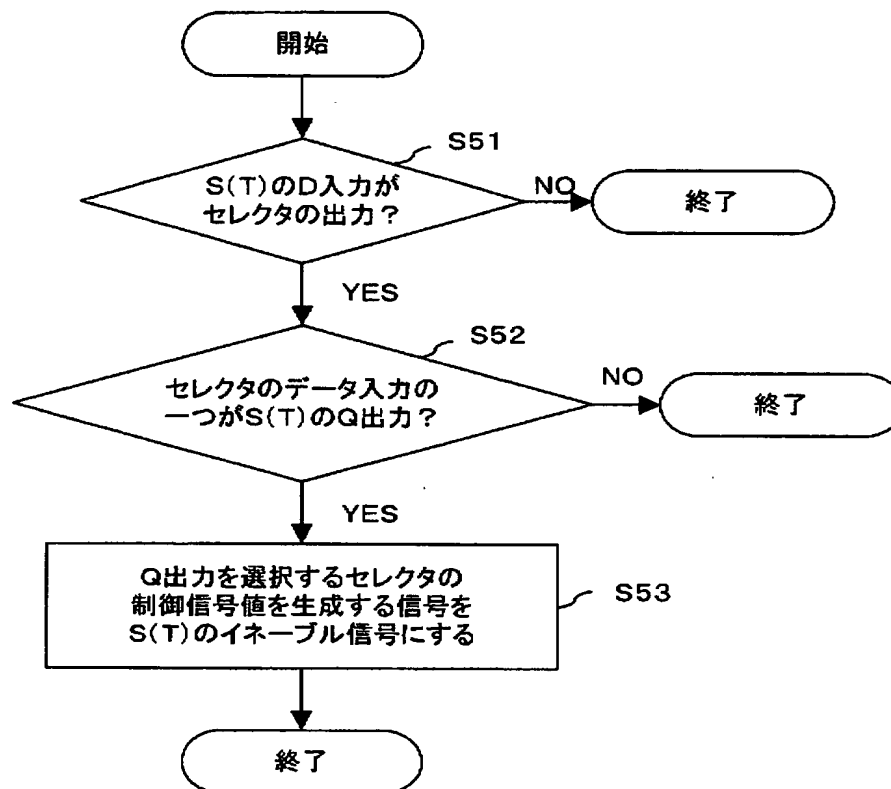 開始
S51
S(T)のD入力が
セレクタの出力？
NO
終了
YES
S52
セレクタのデータ入力の
一つがS(T)のQ出力？
NO
終了
YES
Q出力を選択するセレクタの
制御信号値を生成する信号を
S(T)のイネーブル信号にする
S53
終了